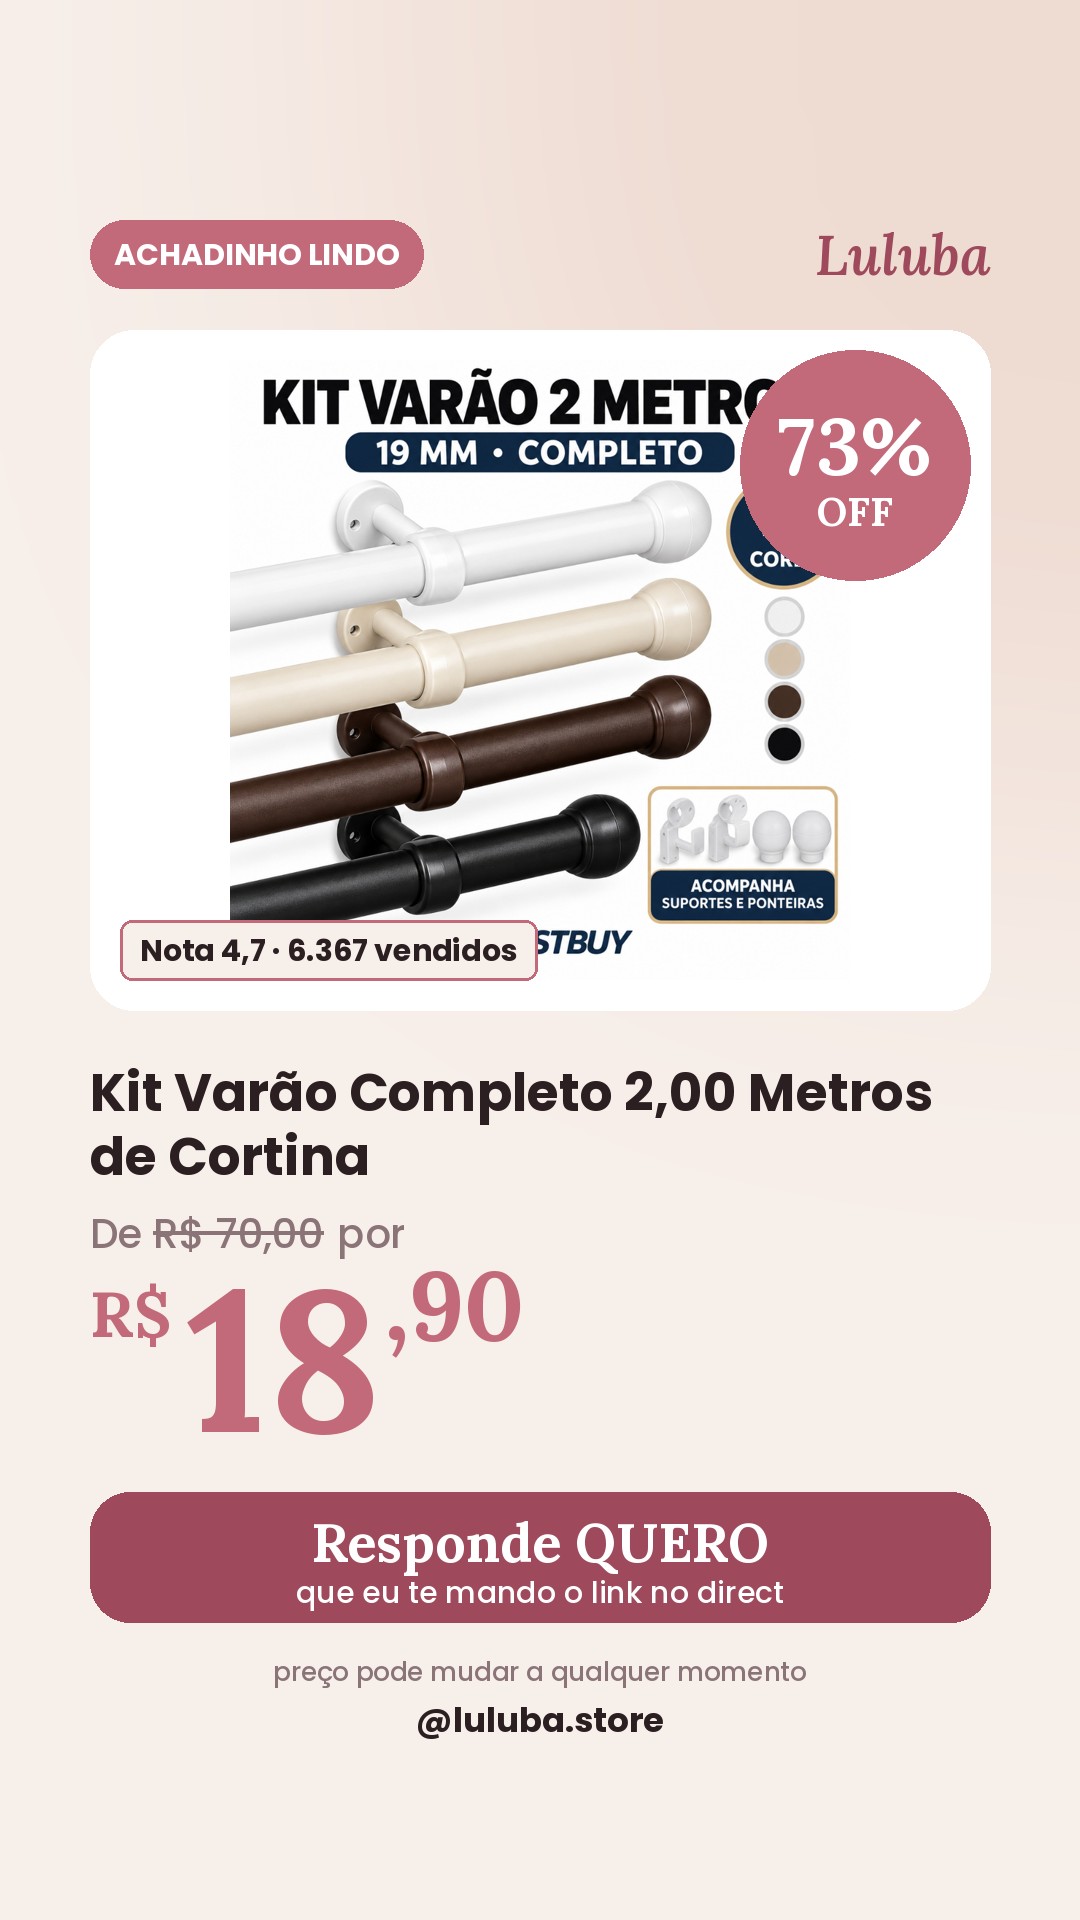 ACHADINHO LINDO
Luluba
KIT VARÃO 2 METRO
19 MM • COMPLETO
73%
OFF
ACOMPANHA
SUPORTES E PONTEIRAS
Nota 4,7 · 6.367 vendidos
STBUY
Kit Varão Completo 2,00 Metros
de Cortina
De R$ 70,00 por
R$ 18,90
Responde QUERO
que eu te mando o link no direct
preço pode mudar a qualquer momento
@luluba.store